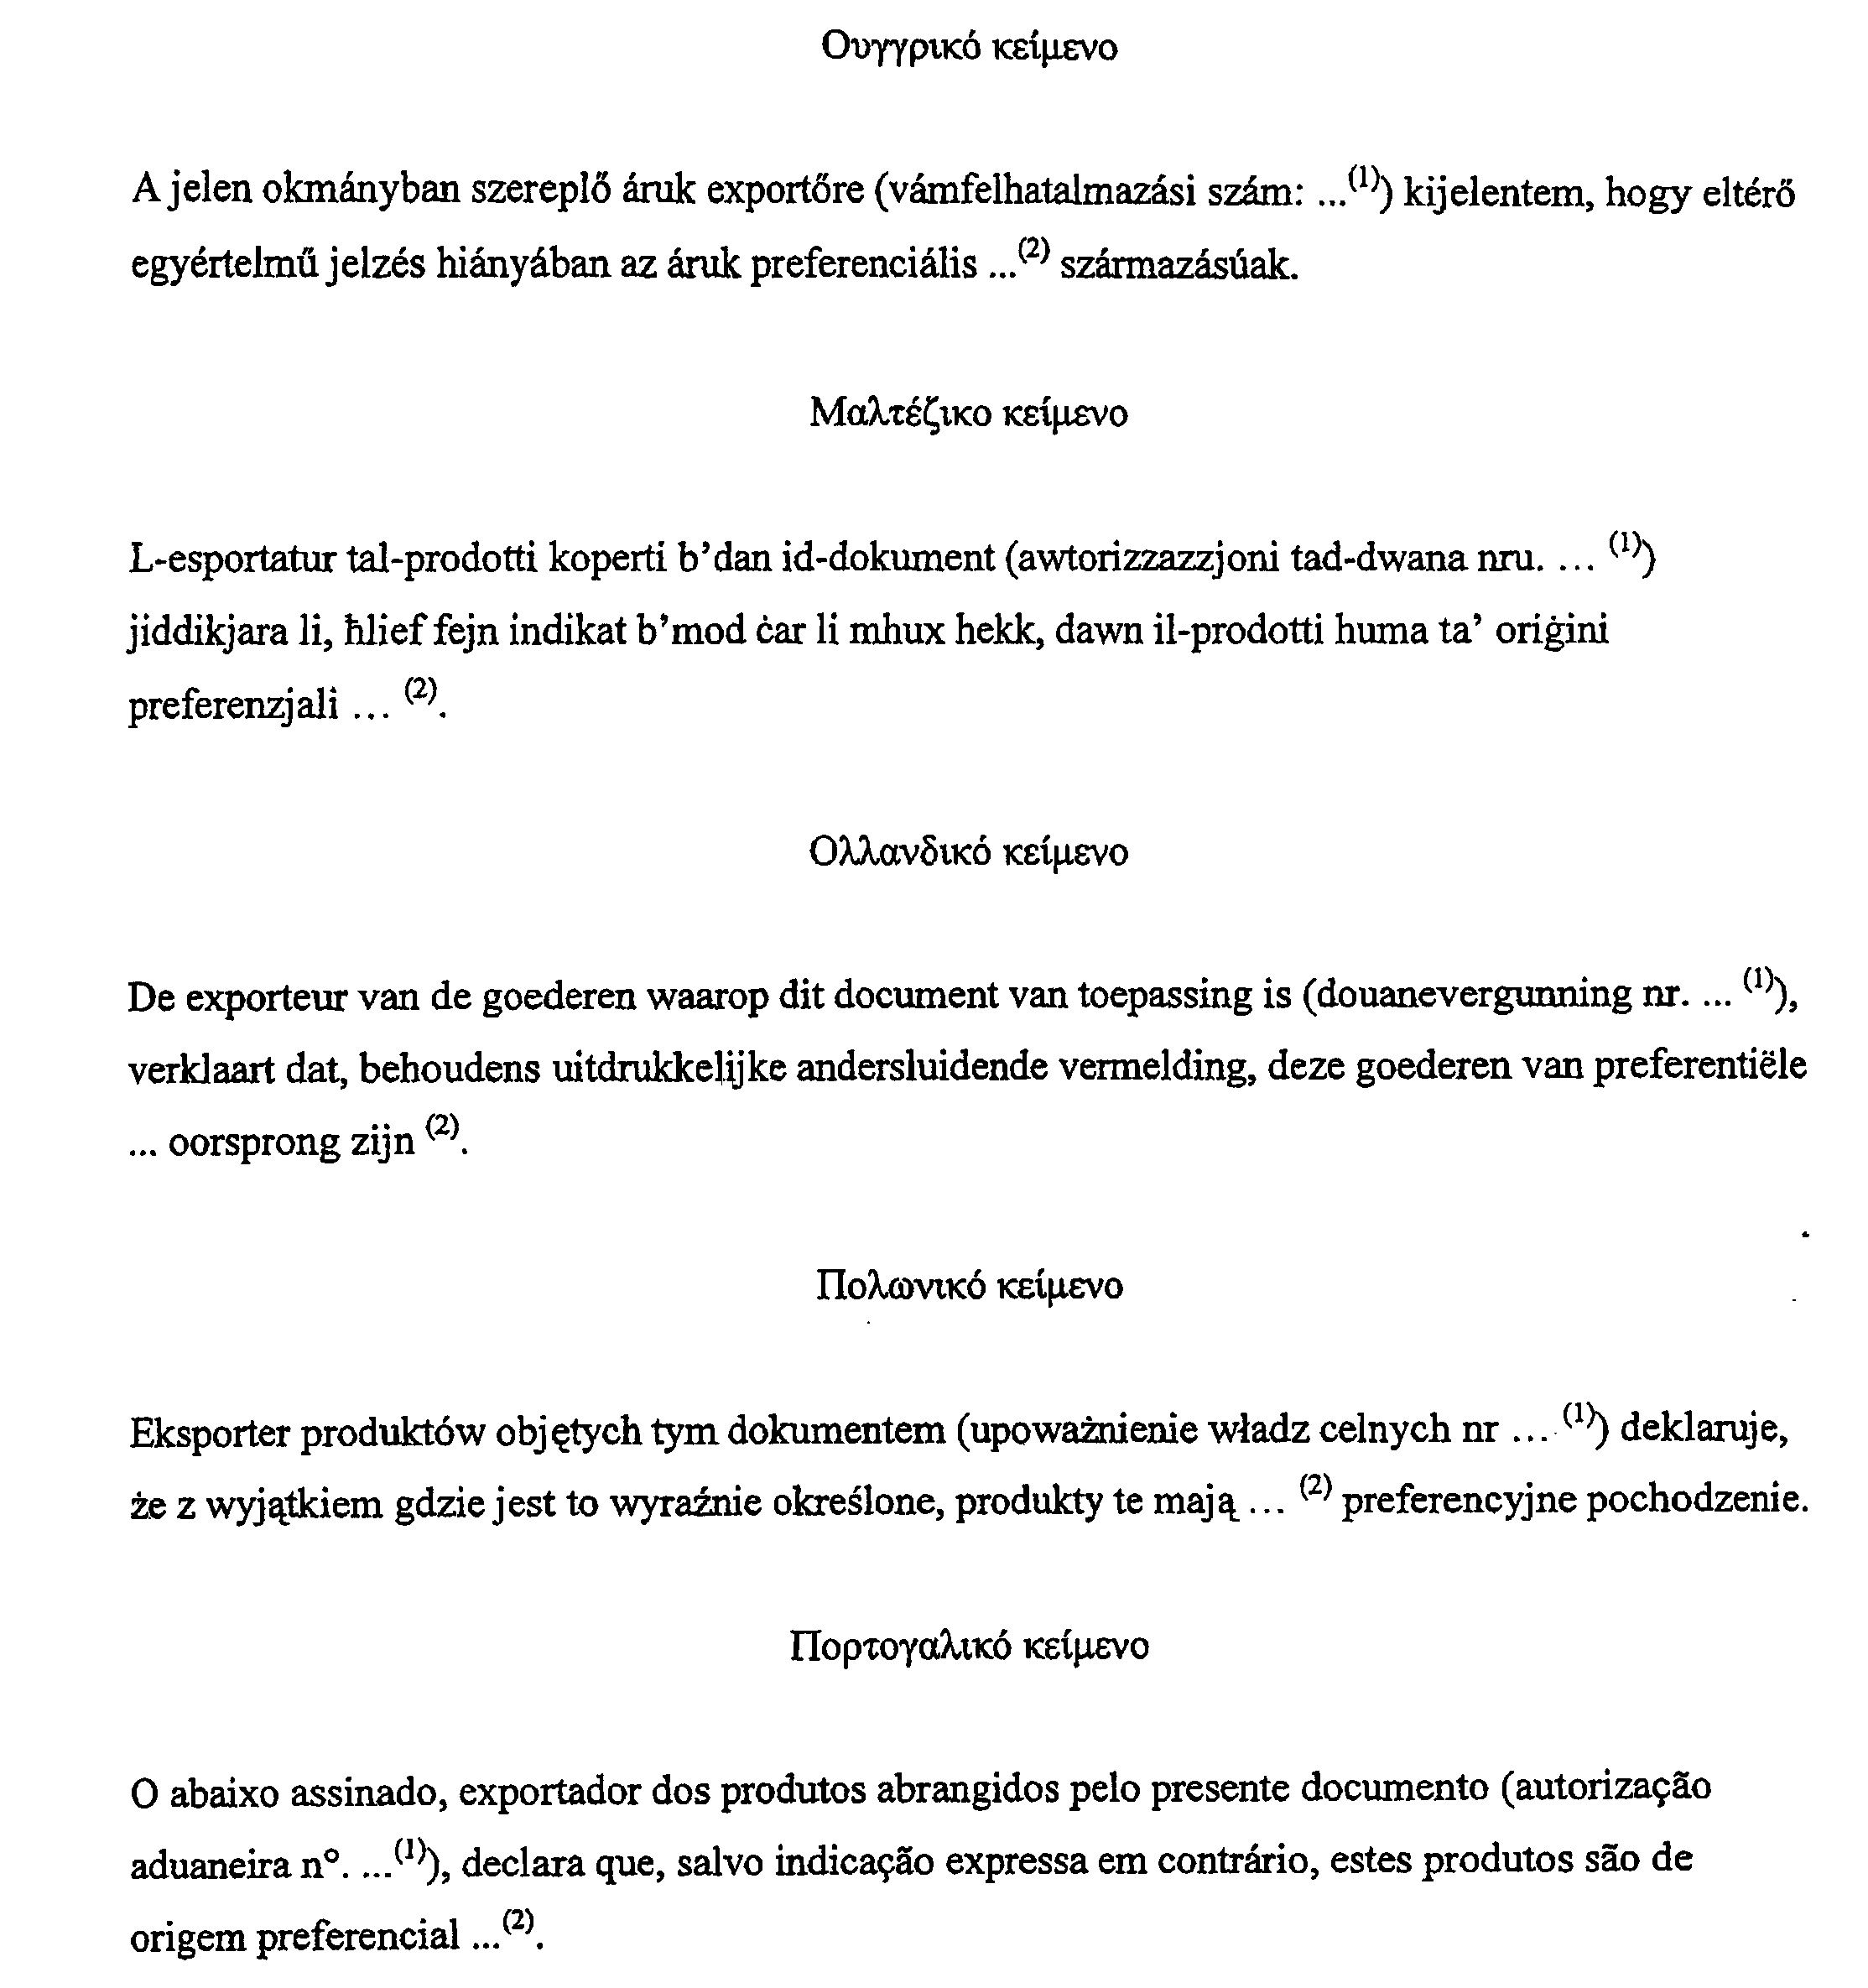 Ουγγρικό κείμενο
A jelen okmányban szereplő áruk exportőre (vámfelhatalmazási szám: ...(1)) kijelentem, hogy eltérő
egyértelmű jelzés hiányában az áruk preferenciális ...(2) származásúak.
Μαλτέζικο κείμενο
L-esportatur tal-prodotti koperti b’dan id-dokument (awtorizzazzjoni tad-dwana nru. ... (1))
jiddikjara li, ħlief fejn indikat b’mod ċar li mhux hekk, dawn il-prodotti huma ta’ oriġini
preferenzjali ... (2).
Ολλανδικό κείμενο
De exporteur van de goederen waarop dit document van toepassing is (douanevergunning nr. ... (1)),
verklaart dat, behoudens uitdrukkelijke andersluidende vermelding, deze goederen van preferentiële
... oorsprong zijn (2).
Πολωνικό κείμενο
Eksporter produktów objętych tym dokumentem (upoważnienie władz celnych nr ... (1)) deklaruje,
że z wyjątkiem gdzie jest to wyraźnie określone, produkty te mają ... (2) preferencyjne pochodzenie.
Πορτογαλικό κείμενο
O abaixo assinado, exportador dos produtos abrangidos pelo presente documento (autorização
aduaneira n°. ...(1)), declara que, salvo indicação expressa em contrário, estes produtos são de
origem preferencial ...(2).